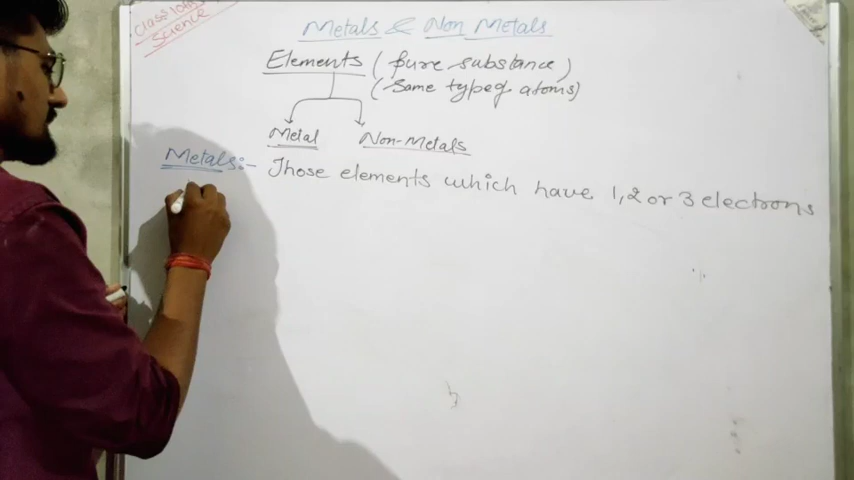 Class 10th
Science
Metals & Non Metals
Elements (pure substance)
(Same type of atoms)
Metal Non-Metals
Metals:- Those elements which have 1,2 or 3 electrons